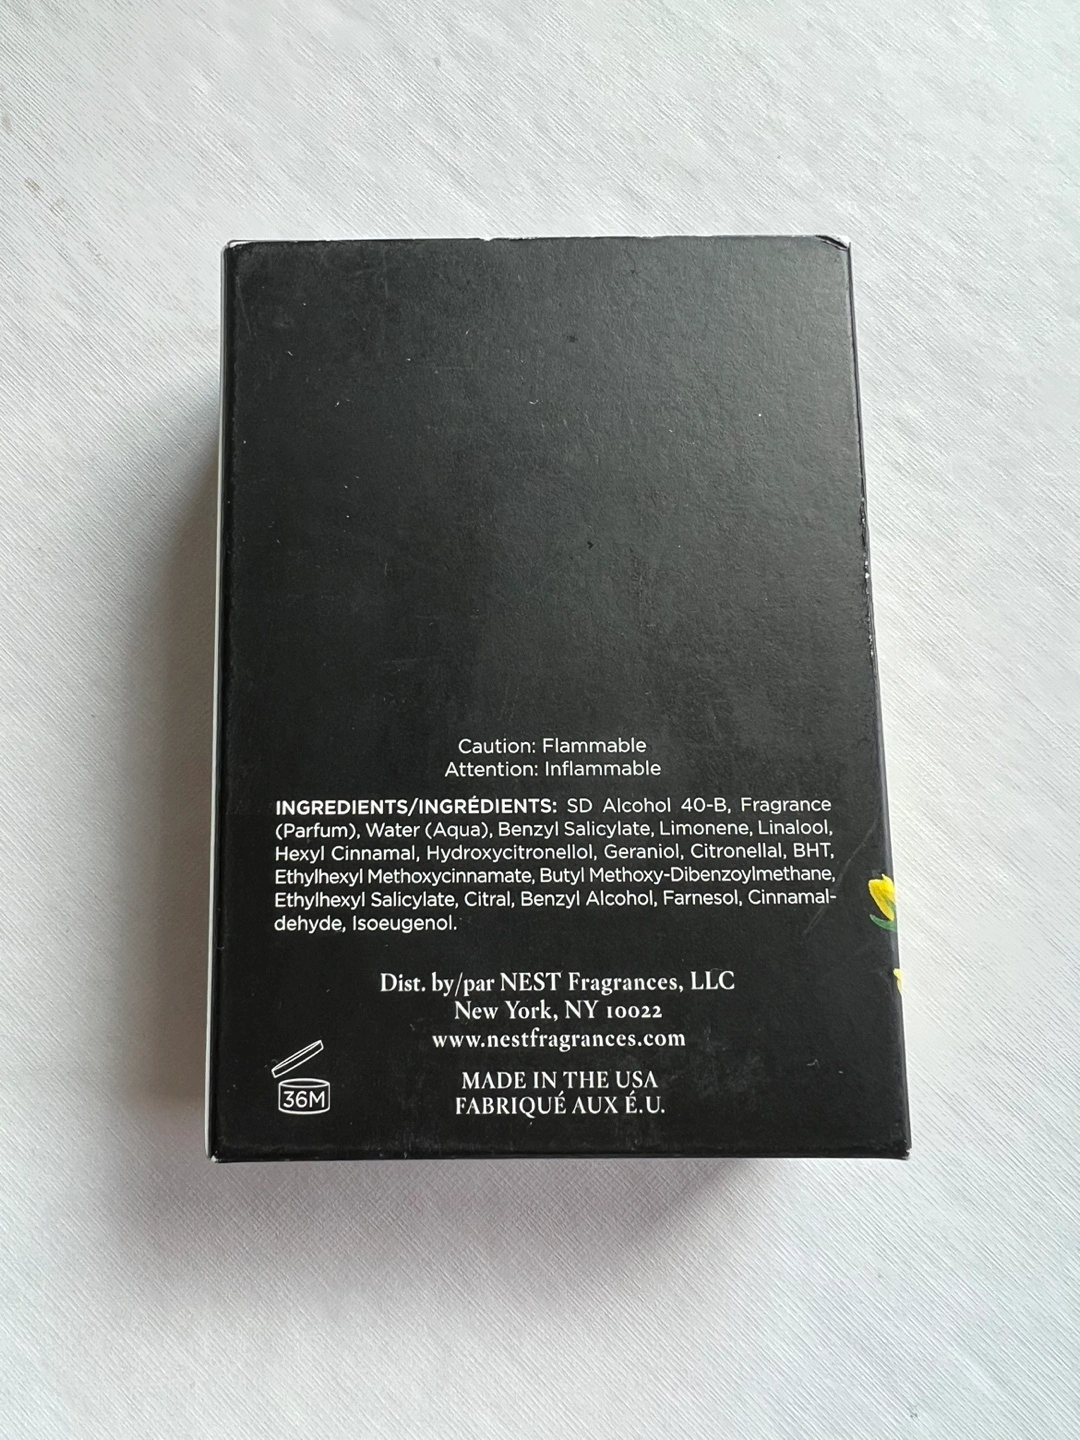 Caution: Flammable
Attention: Inflammable
INGREDIENTS/INGRÉDIENTS: SD Alcohol 40-B, Fragrance
(Parfum), Water (Aqua), Benzyl Salicylate, Limonene, Linalool,
Hexyl Cinnamal, Hydroxycitronellol, Geraniol, Citronellal, BHT,
Ethylhexyl Methoxycinnamate, Butyl Methoxy-Dibenzoylmethane,
Ethylhexyl Salicylate, Citral, Benzyl Alcohol, Farnesol, Cinnamal-
dehyde, Isoeugenol.
Dist. by/par NEST Fragrances, LLC
New York, NY 10022
www.nestfragrances.com
36M
MADE IN THE USA
FABRIQUÉ AUX É.U.